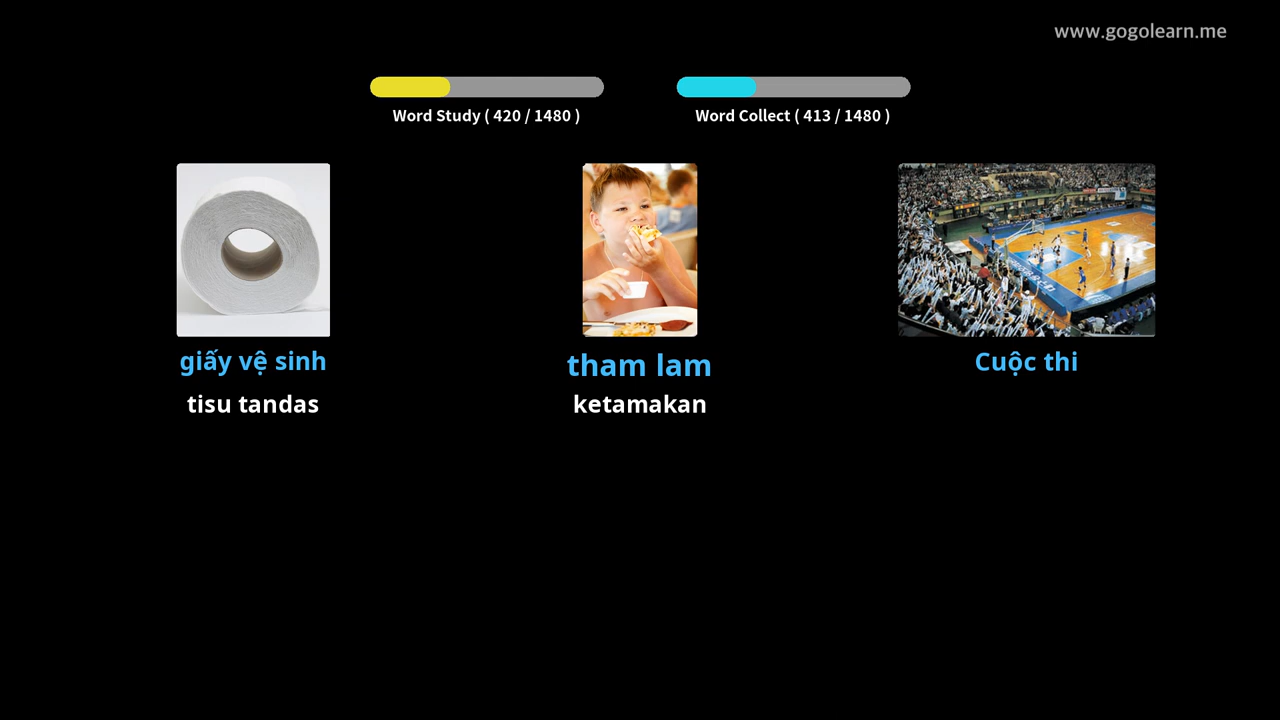 www.gogolearn.me
Word Study ( 420 / 1480 )
Word Collect ( 413 / 1480 )
giấy vệ sinh
tham lam
Cuộc thi
tisu tandas
ketamakan